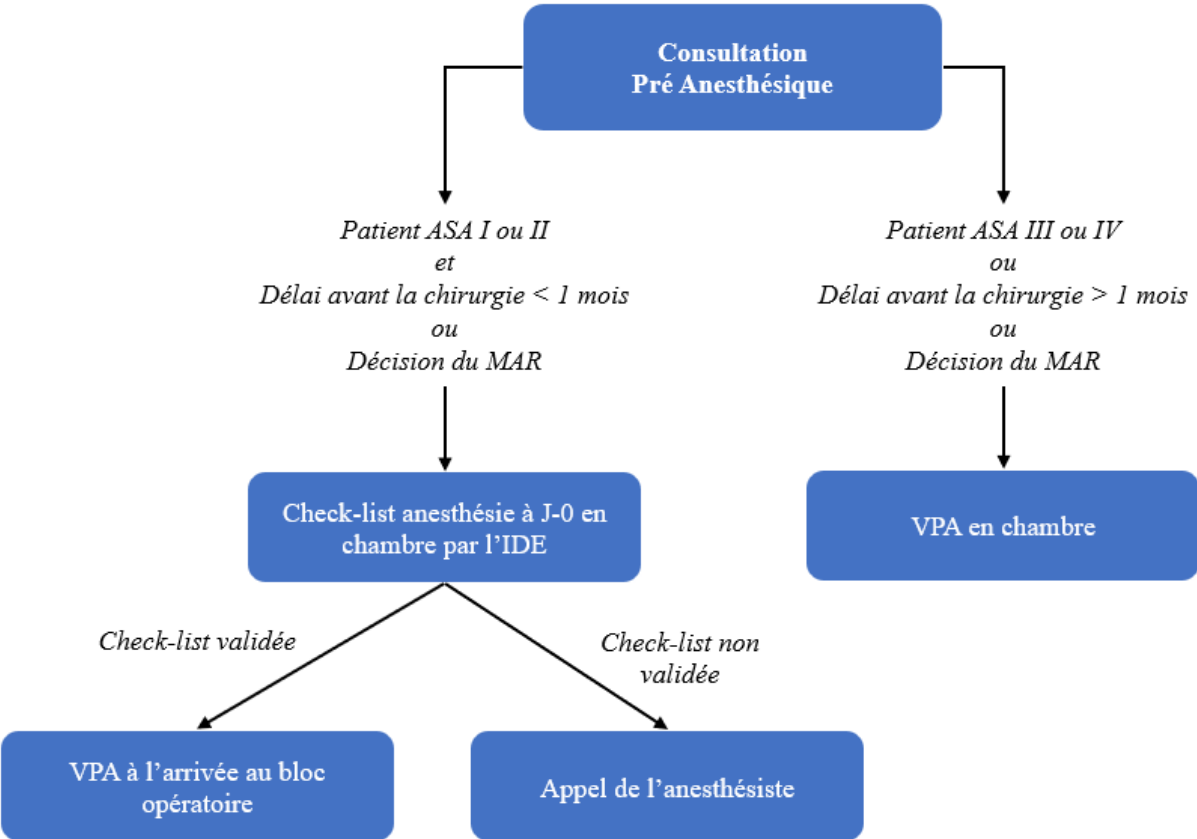 Consultation
Pré Anesthésique
Patient ASA I ou II
et
Délai avant la chirurgie < 1 mois
ou
Décision du MAR
Patient ASA III ou IV
ou
Délai avant la chirurgie > 1 mois
ou
Décision du MAR
Check-list anesthésie à J-0 en
chambre par l’IDE
VPA en chambre
Check-list validée
Check-list non
validée
VPA à l’arrivée au bloc
opératoire
Appel de l’anesthésiste